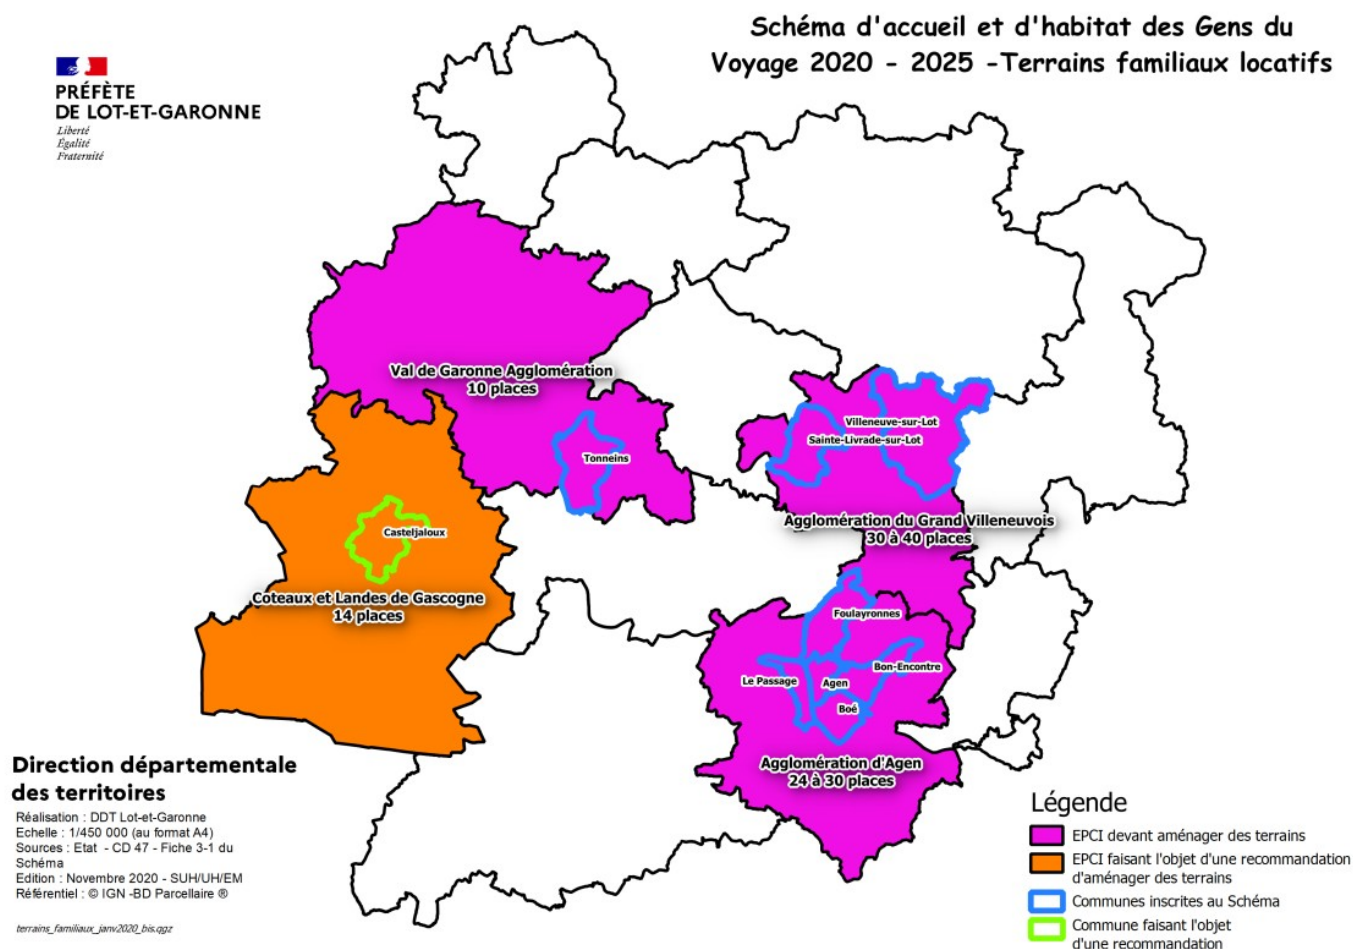 Schéma d'accueil et d'habitat des Gens du
Voyage 2020 - 2025 -Terrains familiaux locatifs
PRÉFÈTE
DE LOT-ET-GARONNE
Liberté
Égalité
Fraternité
Val de Garonne Agglomération
10 places
Villeneuve-sur-Lot
Sainte-Livrade-sur-Lot
Tonneins
Agglomération du Grand Villeneuvois
30 à 40 places
Casteljaloux
Coteaux et Landes de Gascogne
14 places
Foulayronnes
Bon-Encontre
Le Passage
Agen
Boé
Agglomération d'Agen
24 à 30 places
Direction départementale
des territoires
Réalisation : DDT Lot-et-Garonne
Echelle : 1/450 000 (au format A4)
Sources : Etat - CD 47 - Fiche 3-1 du
Schéma
Edition : Novembre 2020 - SUH/UH/EM
Référentiel : © IGN -BD Parcellaire ®
terrains_familiaux_janv2020_bis.qgz
Légende
EPCI devant aménager des terrains
EPCI faisant l'objet d'une recommandation
d'aménager des terrains
Communes inscrites au Schéma
Commune faisant l'objet
d'une recommandation